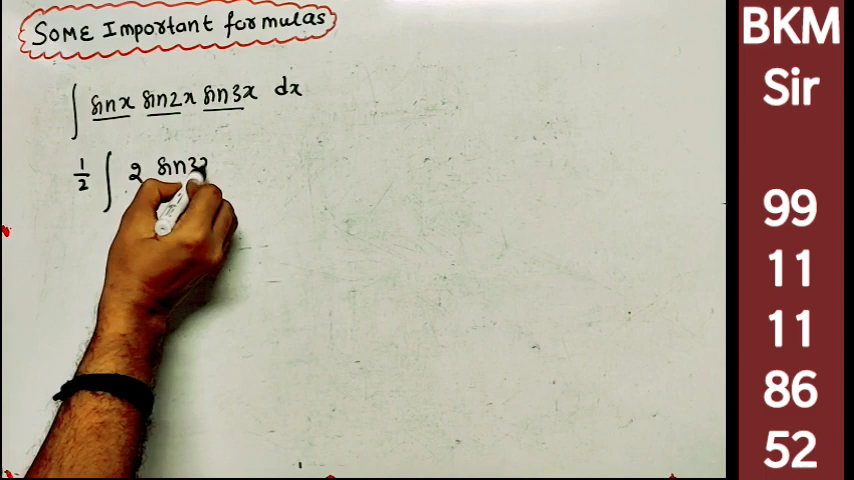 SOME Important formulas
∫ sinx sin2x sin3x dx
1/2 ∫ 2 sin3
BKM
Sir
99
11
11
86
52